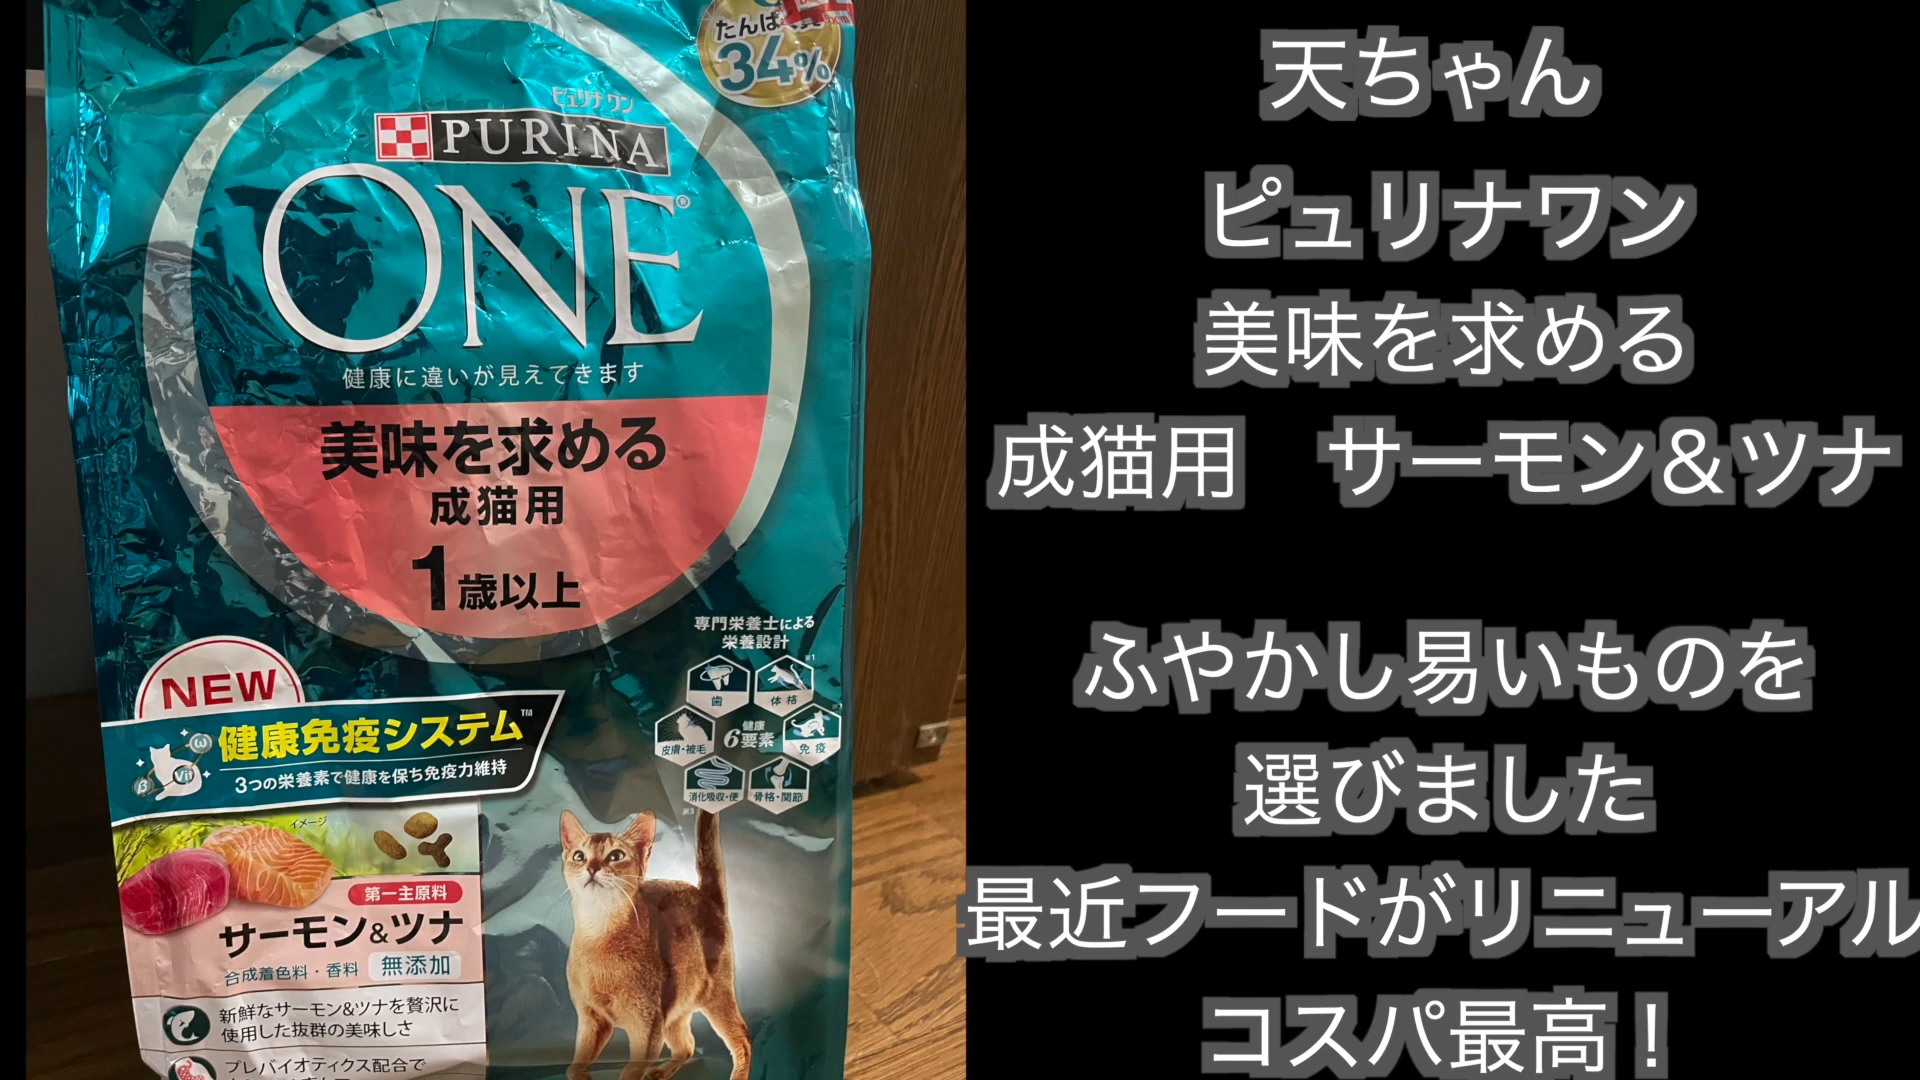 たんぱく質
34%
ピュリナワン
PURINA
ONE®
健康に違いが見えてきます
美味を求める
成猫用
1歳以上
専門栄養士による
栄養設計
歯
体格
皮膚・被毛
健康
6要素
免疫
消化吸収・便
骨格・関節
NEW
健康免疫システム™
3つの栄養素で健康を保ち免疫力維持
ω
β
Vit
イメージ
第一主原料
サーモン&ツナ
合成着色料・香料 無添加
新鮮なサーモン&ツナを贅沢に
使用した抜群の美味しさ
プレバイオティクス配合で
天ちゃん
ピュリナワン
美味を求める
成猫用　サーモン＆ツナ
ふやかし易いものを
選びました
最近フードがリニューアル
コスパ最高！